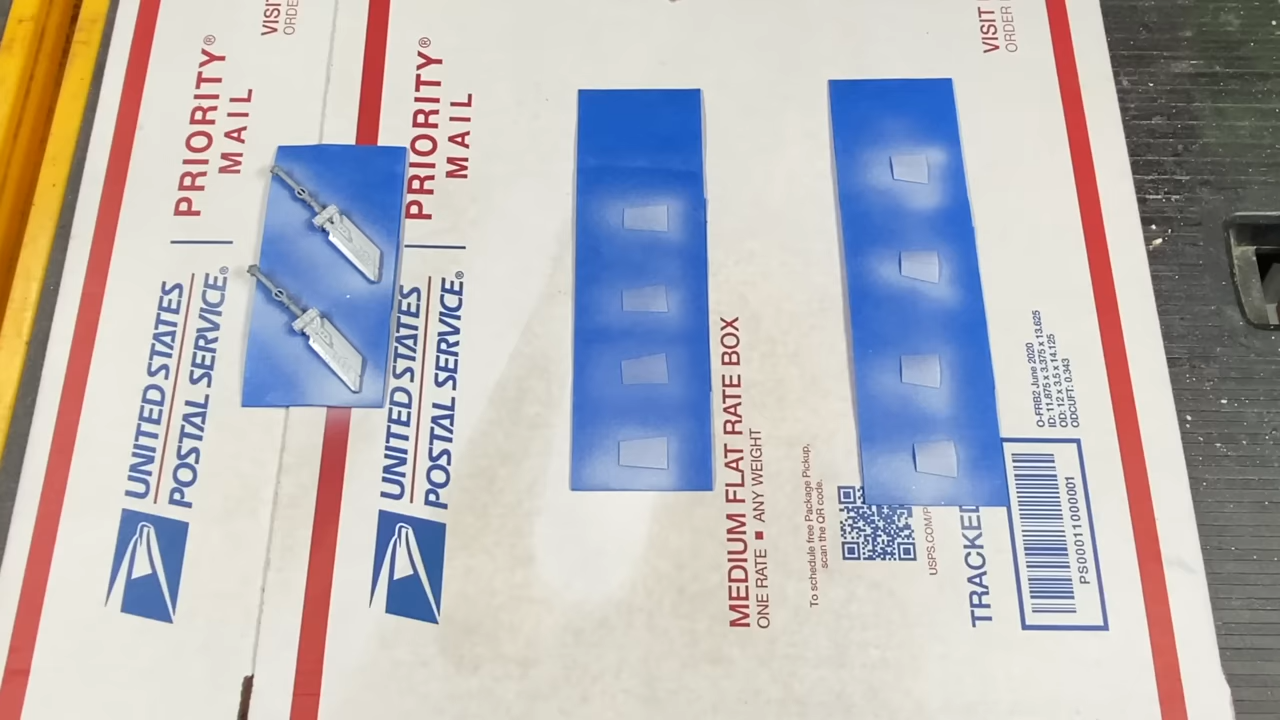 VISIT
ORDER
PRIORITY®
MAIL
UNITED STATES
POSTAL SERVICE®
PRIORITY®
MAIL
UNITED STATES
POSTAL SERVICE®
MEDIUM FLAT RATE BOX
ONE RATE ■ ANY WEIGHT
To schedule free Package Pickup,
scan the QR code.
USPS.COM/P
TRACKED
PS00011000001
O-FRB2 June 2020
ID: 11.875 x 3.375 x 13.625
OD: 12 x 3.5 x 14.125
ODCUFT: 0.343
VISIT
ORDER